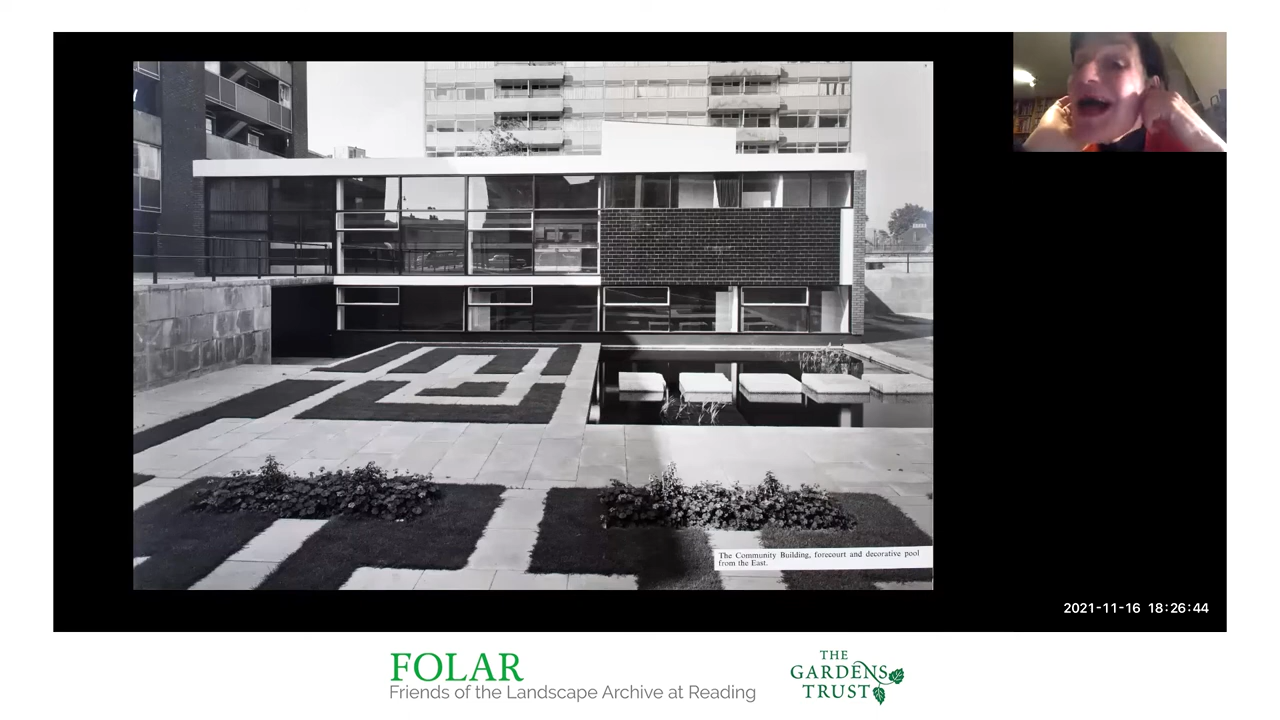 The Community Building, forecourt and decorative pool
from the East.
2021-11-16 18:26:44
FOLAR
Friends of the Landscape Archive at Reading
THE
GARDENS
TRUST